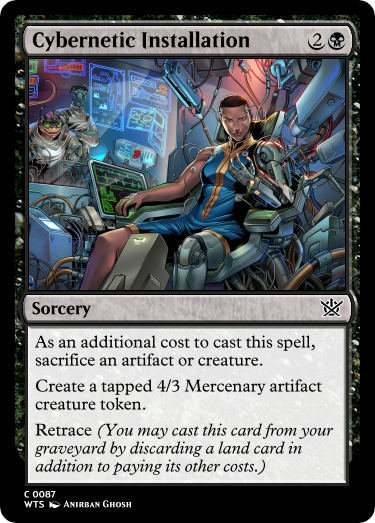 Cybernetic Installation 2
Sorcery
As an additional cost to cast this spell,
sacrifice an artifact or creature.
Create a tapped 4/3 Mercenary artifact
creature token.
Retrace (You may cast this card from your
graveyard by discarding a land card in
addition to paying its other costs.)
C 0087
WTS Anirban Ghosh